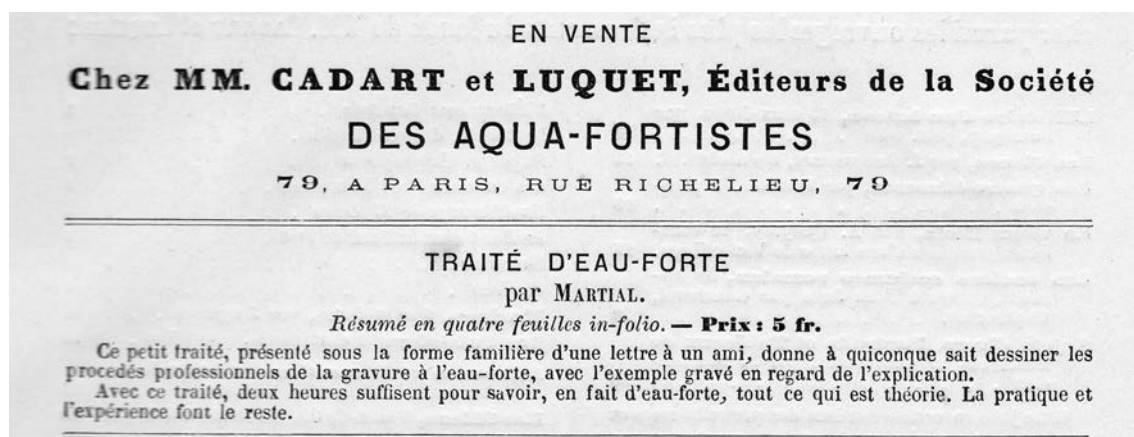 EN VENTE
Chez MM. CADART et LUQUET, Éditeurs de la Société
DES AQUA-FORTISTES
79, A PARIS, RUE RICHELIEU, 79
TRAITÉ D'EAU-FORTE
par MARTIAL.
Résumé en quatre feuilles in-folio. — Prix : 5 fr.
Ce petit traité, présenté sous la forme familière d'une lettre à un ami, donne à quiconque sait dessiner les
procedés professionnels de la gravure à l'eau-forte, avec l'exemple gravé en regard de l'explication.
Avec ce traité, deux heures suffisent pour savoir, en fait d'eau-forte, tout ce qui est théorie. La pratique et
l'expérience font le reste.